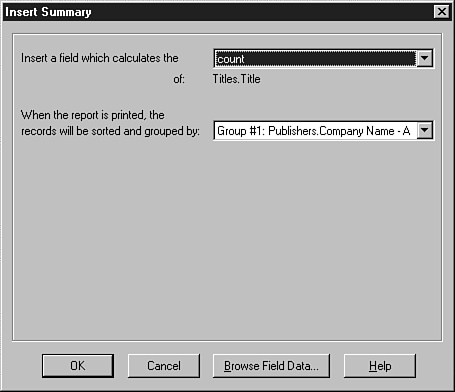 Insert Summary
Insert a field which calculates the count
of: Titles.Title
When the report is printed, the
records will be sorted and grouped by: Group #1: Publishers.Company Name - A
OK Cancel Browse Field Data... Help